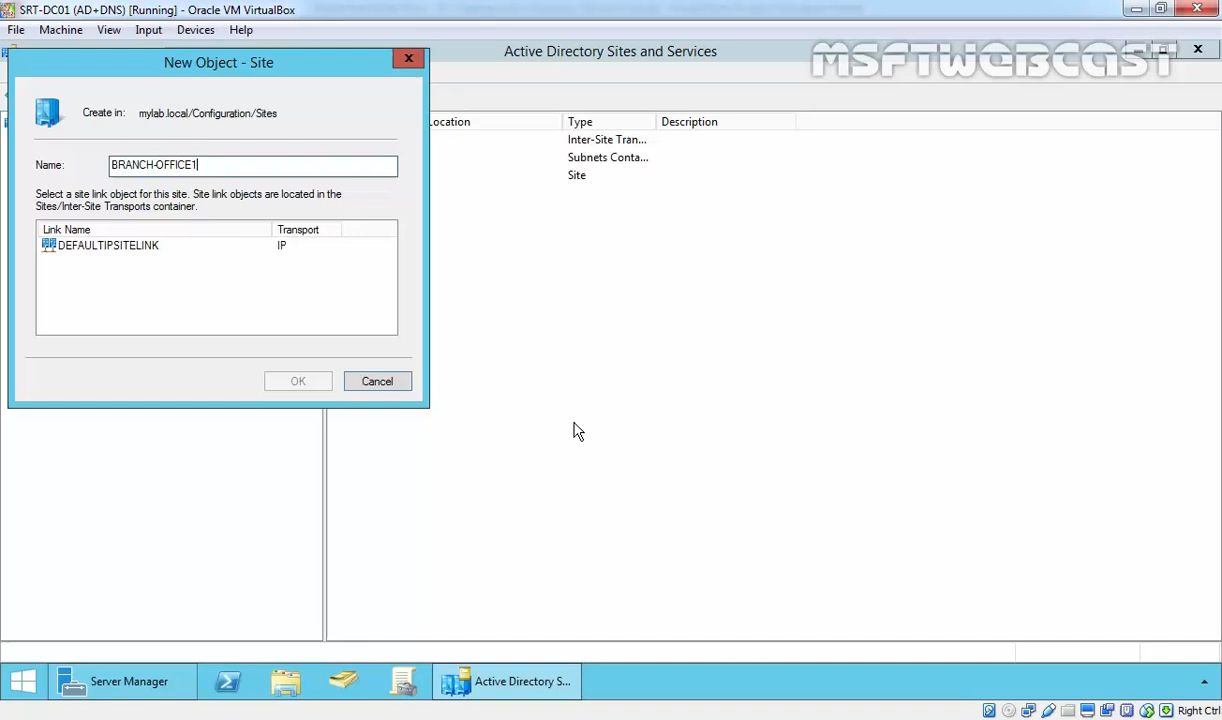 SRT-DC01 (AD+DNS) [Running] - Oracle VM VirtualBox
File Machine View Input Devices Help
Active Directory Sites and Services
MSFTWEBCAST
New Object - Site
Create in: mylab.local/Configuration/Sites
Location Type Description
Inter-Site Tran...
Subnets Conta...
Site
Name: BRANCH-OFFICE1
Select a site link object for this site. Site link objects are located in the
Sites/Inter-Site Transports container.
Link Name Transport
DEFAULTIPSITELINK IP
OK Cancel
Server Manager
Active Directory S...
Right Ctrl